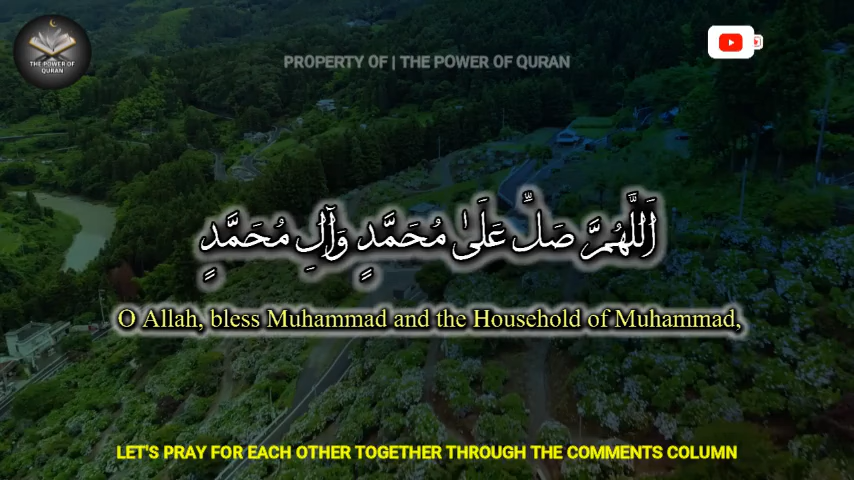 THE POWER OF
QURAN
PROPERTY OF | THE POWER OF QURAN
اَللَّهُمَّ صَلِّ عَلَىٰ مُحَمَّدٍ وَآلِ مُحَمَّدٍ
O Allah, bless Muhammad and the Household of Muhammad,
LET'S PRAY FOR EACH OTHER TOGETHER THROUGH THE COMMENTS COLUMN